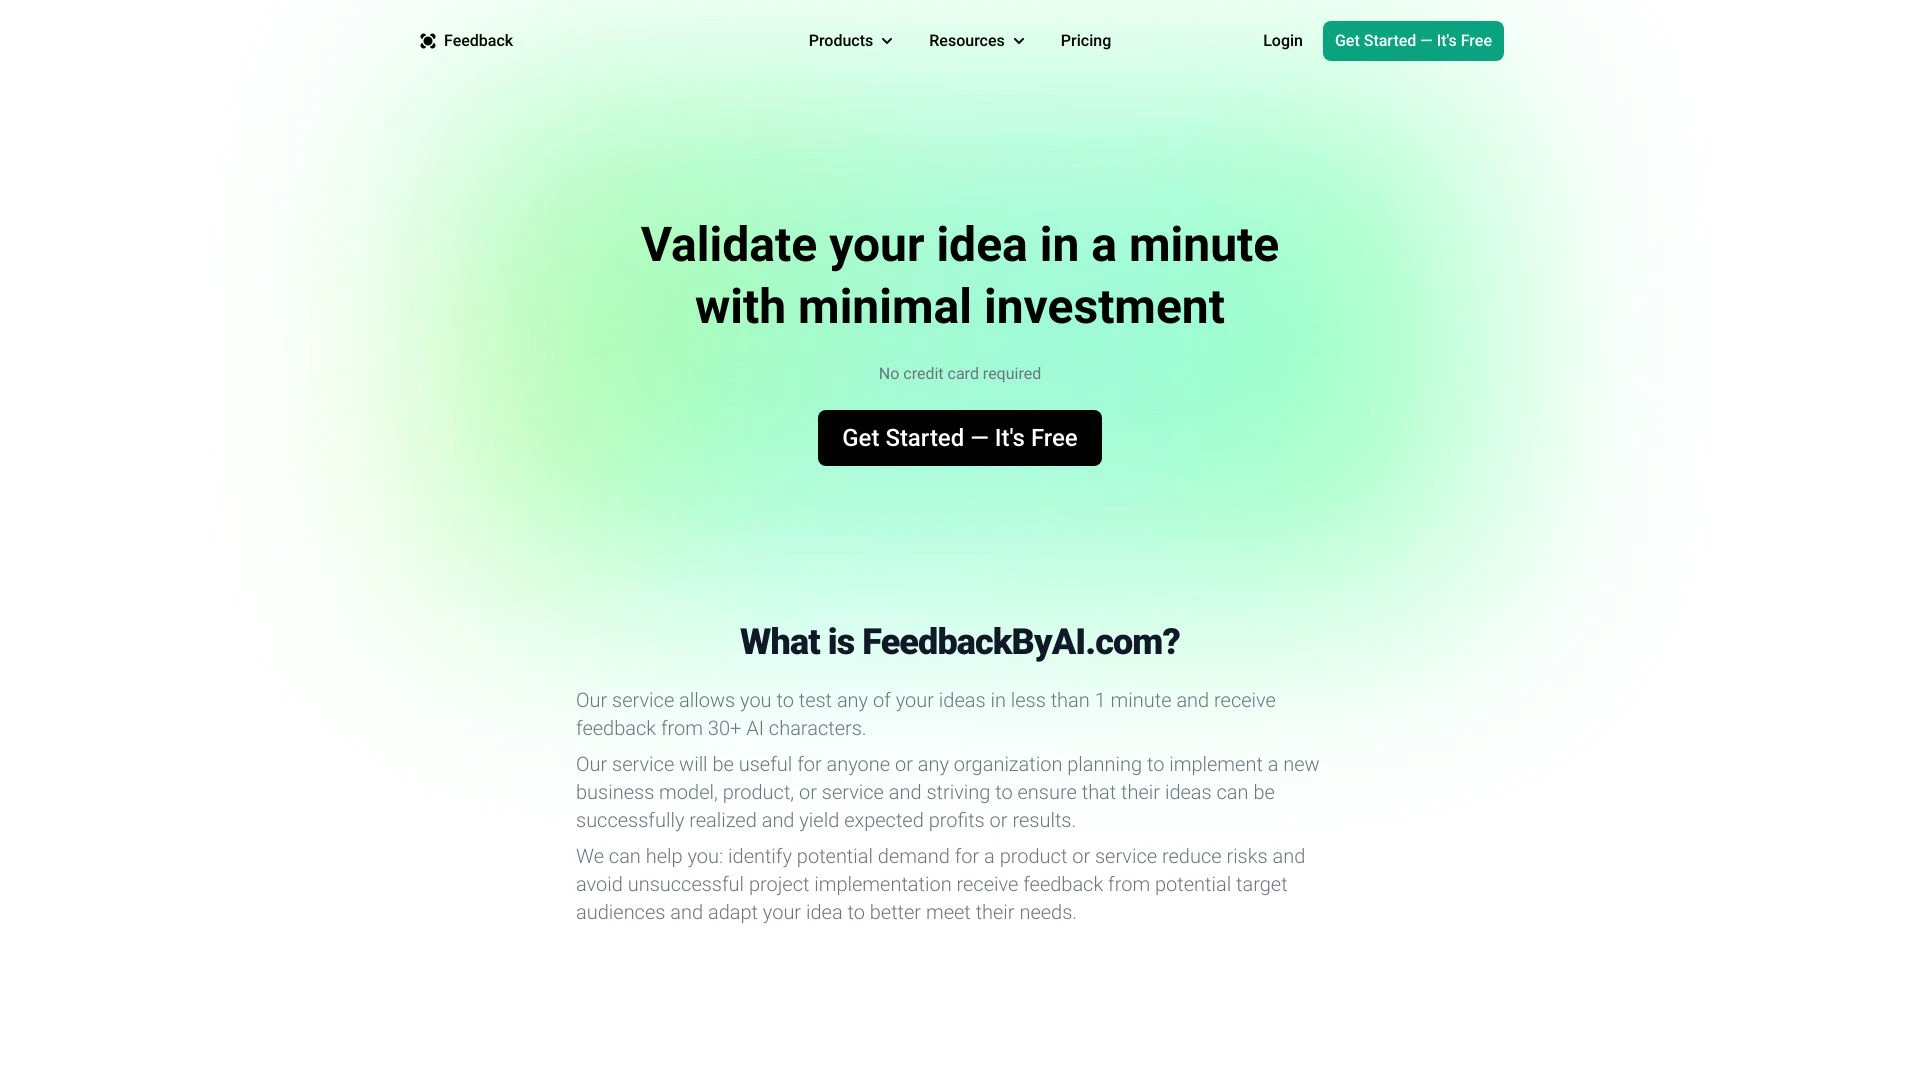 Feedback
Products
Resources
Pricing
Login
Get Started — It's Free
Validate your idea in a minute
with minimal investment
No credit card required
Get Started — It's Free
What is FeedbackByAI.com?
Our service allows you to test any of your ideas in less than 1 minute and receive
feedback from 30+ AI characters.
Our service will be useful for anyone or any organization planning to implement a new
business model, product, or service and striving to ensure that their ideas can be
successfully realized and yield expected profits or results.
We can help you: identify potential demand for a product or service reduce risks and
avoid unsuccessful project implementation receive feedback from potential target
audiences and adapt your idea to better meet their needs.